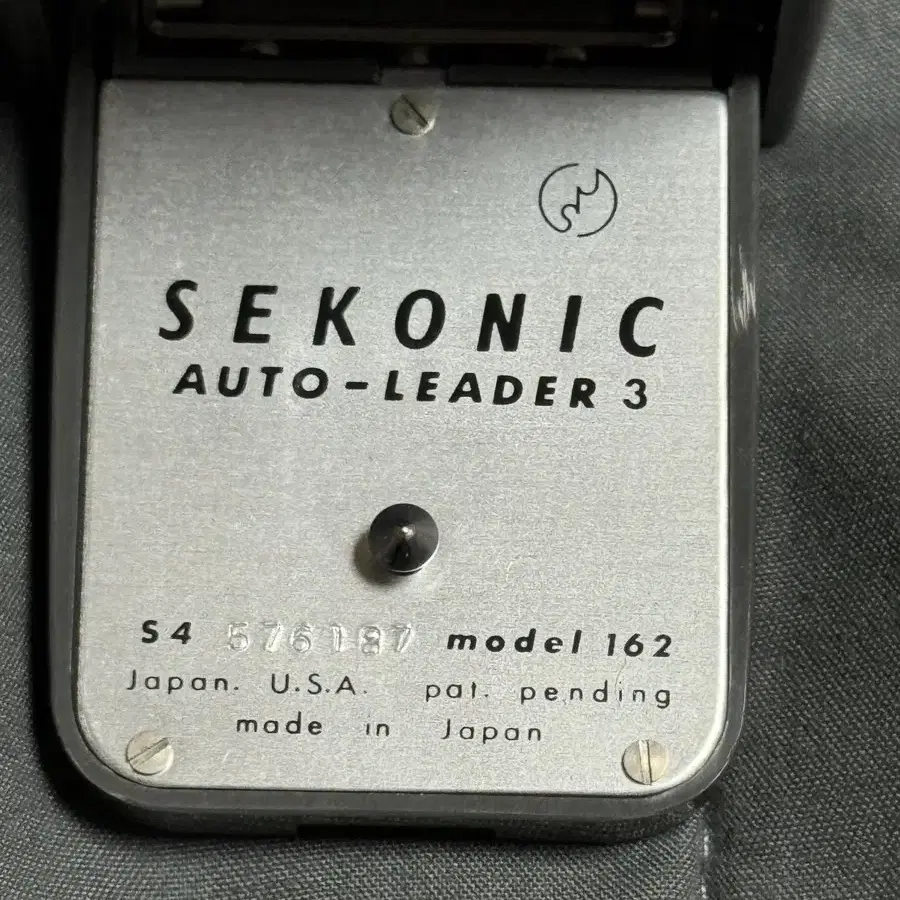 SEKONIC
AUTO-LEADER 3
S4 576187 model 162
Japan. U.S.A. pat. pending
made in Japan